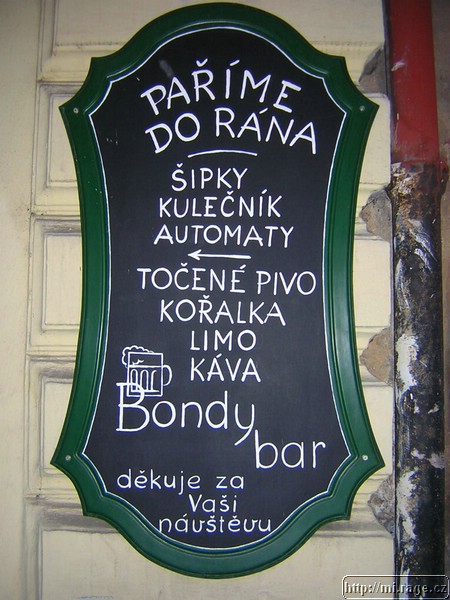 PAŘÍME
DO RÁNA
ŠIPKY
KULEČNÍK
AUTOMATY
TOČENÉ PIVO
KOŘALKA
LIMO
KÁVA
Bondy
bar
děkuje za
Vaši
návštěvu
http://mi.rage.cz